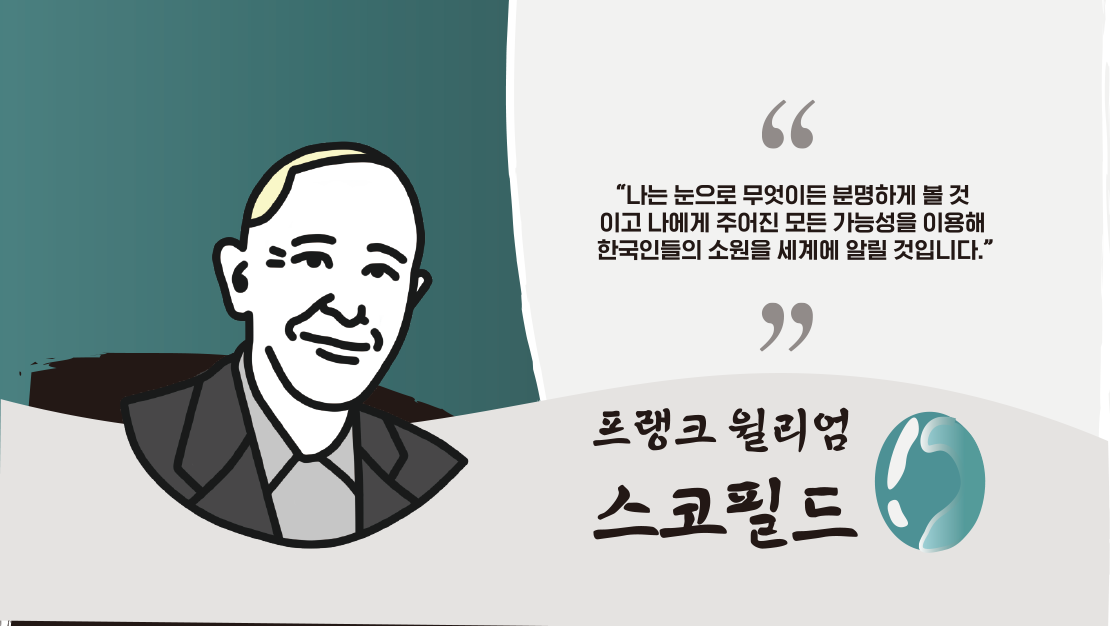 “
“나는 눈으로 무엇이든 분명하게 볼 것
이고 나에게 주어진 모든 가능성을 이용해
한국인들의 소원을 세계에 알릴 것입니다.”
”
프랭크 윌리엄
스코필드